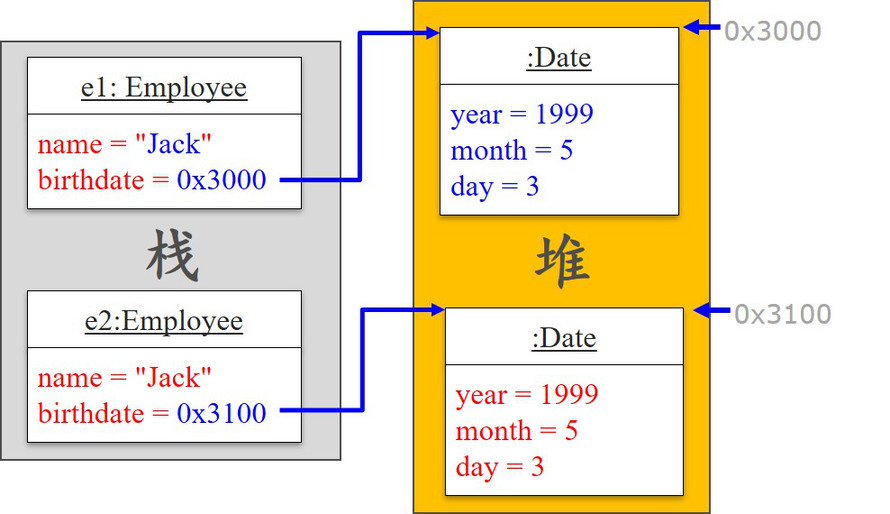 e1: Employee
name = "Jack"
birthdate = 0x3000
栈
e2:Employee
name = "Jack"
birthdate = 0x3100
:Date
year = 1999
month = 5
day = 3
堆
:Date
year = 1999
month = 5
day = 3
0x3000
0x3100